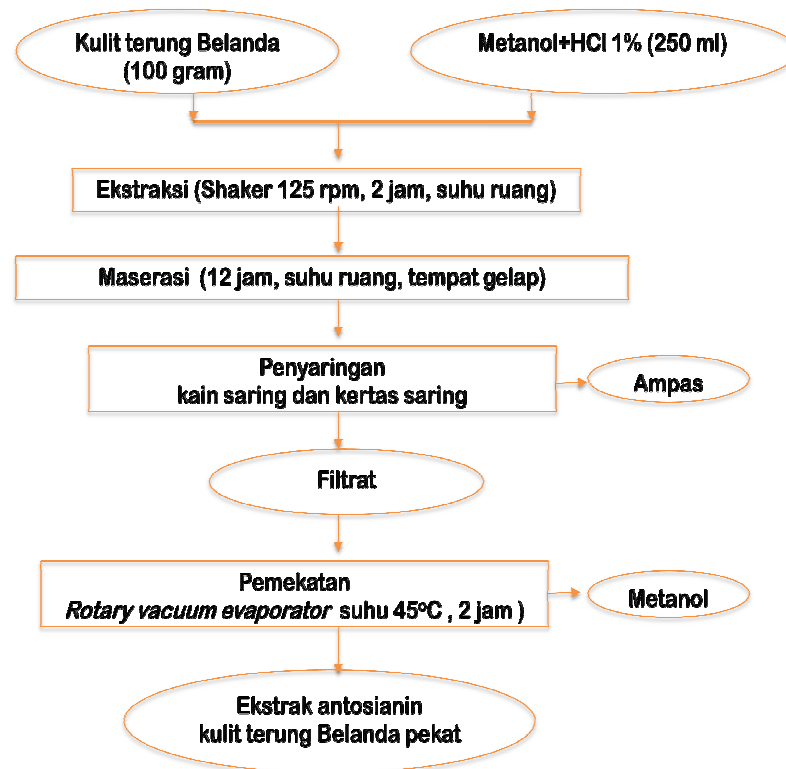 Kulit terung Belanda
(100 gram)
Metanol+HCl 1% (250 ml)
Ekstraksi (Shaker 125 rpm, 2 jam, suhu ruang)
Maserasi (12 jam, suhu ruang, tempat gelap)
Penyaringan
kain saring dan kertas saring
Ampas
Filtrat
Pemekatan
Rotary vacuum evaporator suhu 45°C , 2 jam )
Metanol
Ekstrak antosianin
kulit terung Belanda pekat